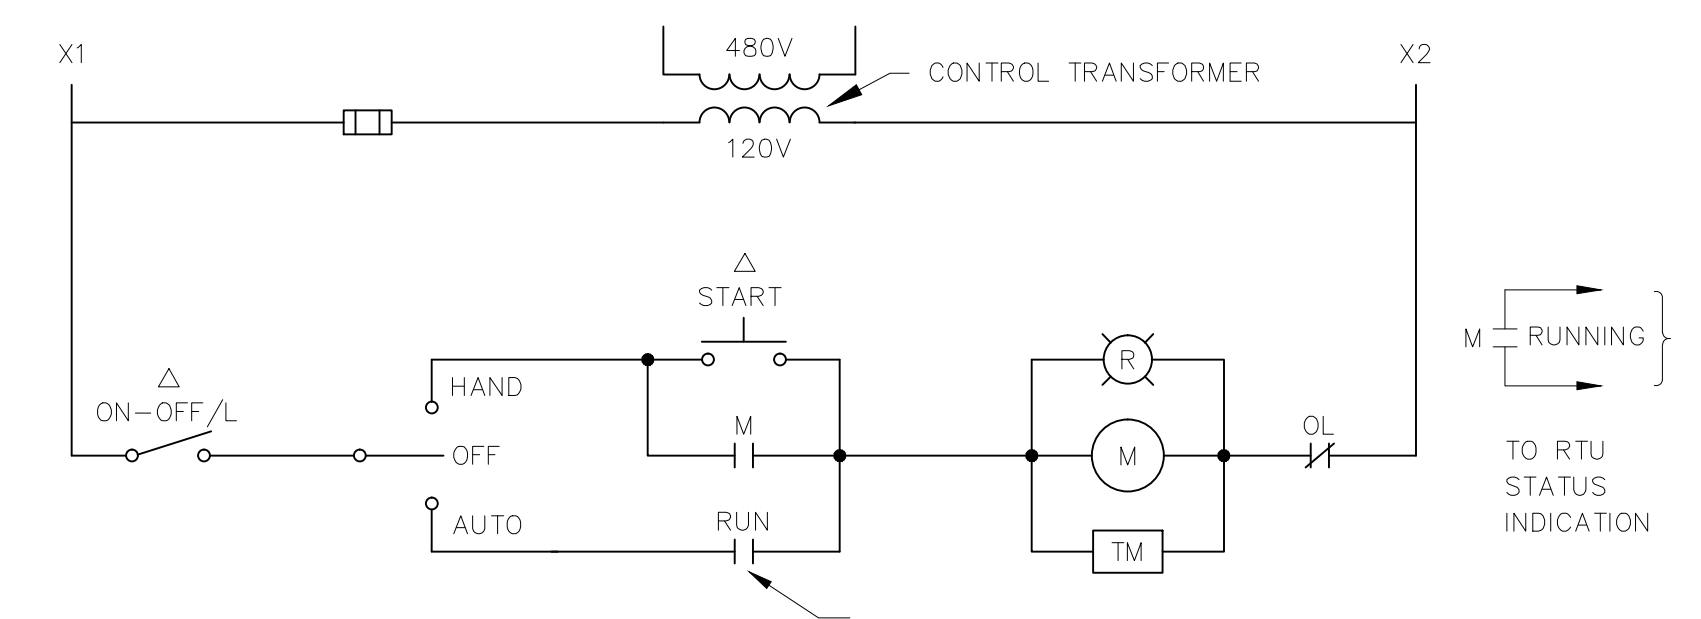 X1
480V
X2
CONTROL TRANSFORMER
120V
START
HAND
R
M RUNNING
ON-OFF/L
M
OFF
M
OL
TO RTU
STATUS
INDICATION
AUTO
RUN
TM